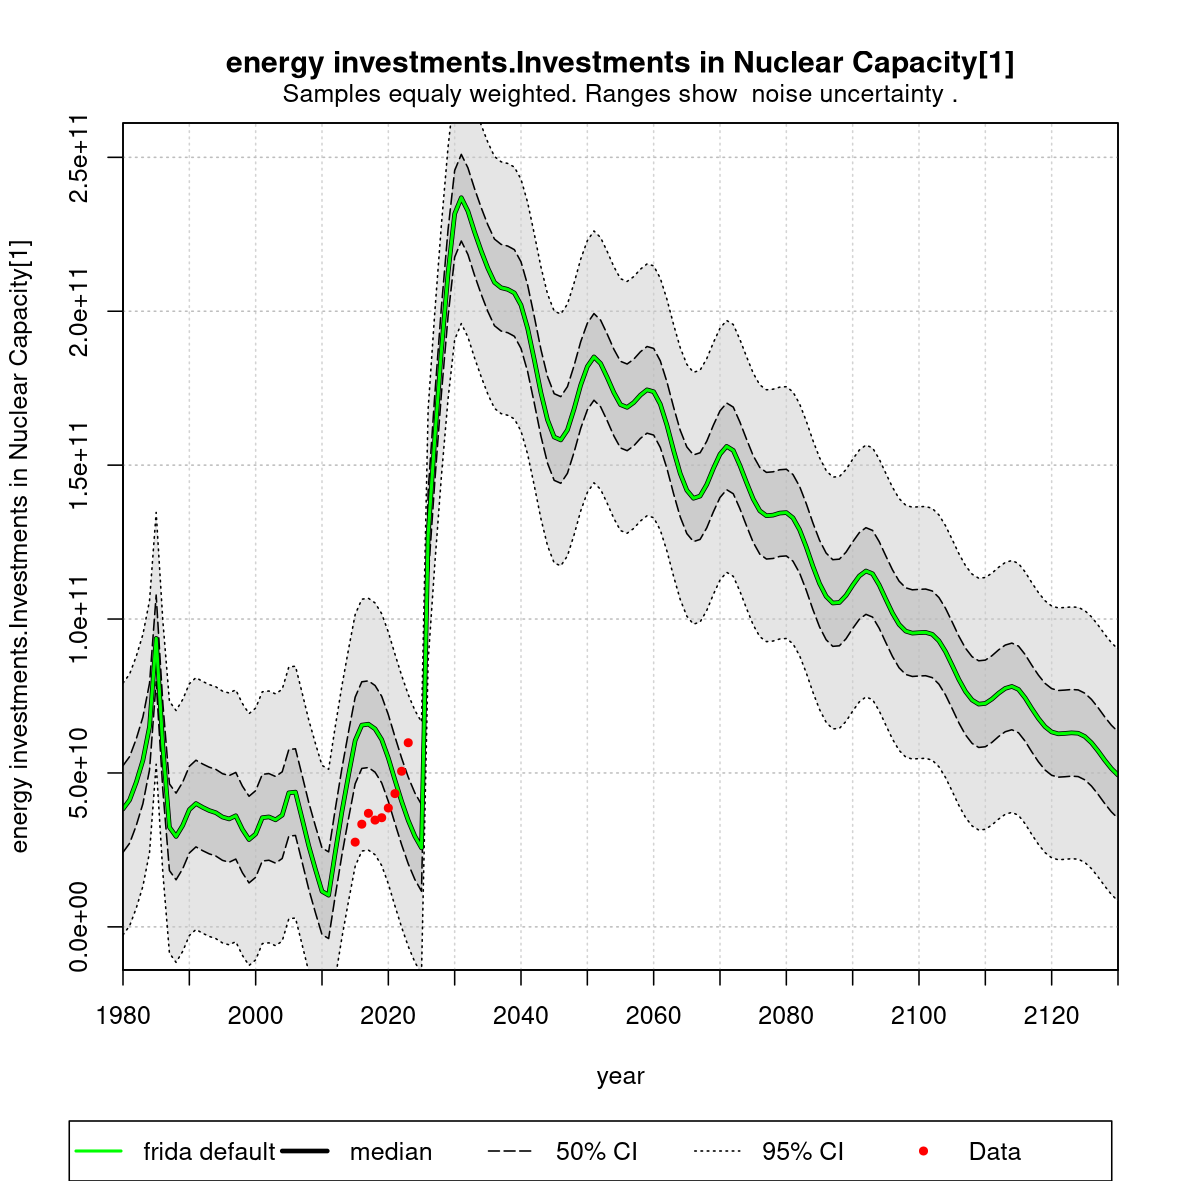 energy investments.Investments in Nuclear Capacity[1]
Samples equaly weighted. Ranges show  noise uncertainty .
energy investments.Investments in Nuclear Capacity[1]
2.5e+11
2.0e+11
1.5e+11
1.0e+11
5.0e+10
0.0e+00
1980 2000 2020 2040 2060 2080 2100 2120
year
frida default median 50% CI 95% CI Data